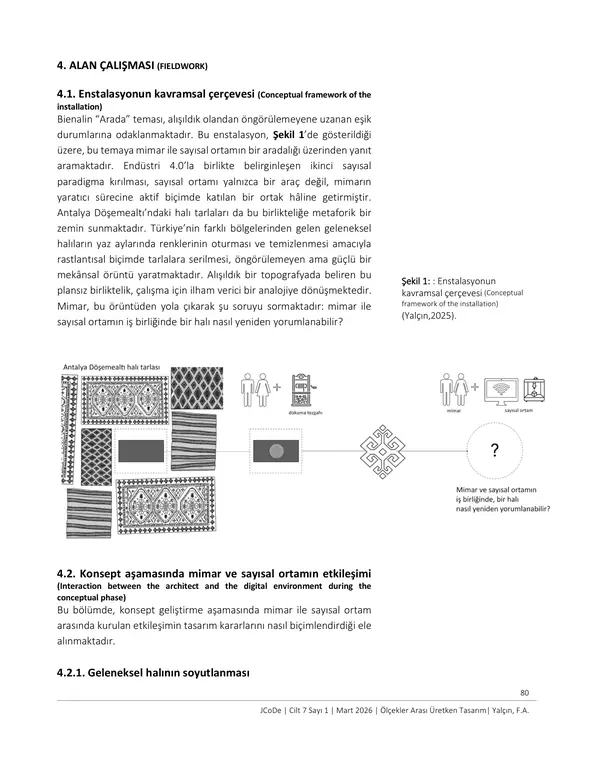 4. ALAN ÇALIŞMASI (FIELDWORK)
4.1. Enstalasyonun kavramsal çerçevesi (Conceptual framework of the
installation)
Bienalin “Arada” teması, alışıldık olandan öngörülemeyene uzanan eşik
durumlarına odaklanmaktadır. Bu enstalasyon, Şekil 1’de gösterildiği
üzere, bu temaya mimar ile sayısal ortamın bir aradalığı üzerinden yanıt
aramaktadır. Endüstri 4.0’la birlikte belirginleşen ikinci sayısal
paradigma kırılması, sayısal ortamı yalnızca bir araç değil, mimarın
yaratıcı sürecine aktif biçimde katılan bir ortak hâline getirmiştir.
Antalya Döşemealtı’ndaki halı tarlaları da bu birlikteliğe metaforik bir
zemin sunmaktadır. Türkiye’nin farklı bölgelerinden gelen geleneksel
halıların yaz aylarında renklerinin oturması ve temizlenmesi amacıyla
rastlantısal biçimde tarlalara serilmesi, öngörülemeyen ama güçlü bir
mekânsal örüntü yaratmaktadır. Alışıldık bir topografyada beliren bu
plansız birliktelik, çalışma için ilham verici bir analojiye dönüşmektedir.
Mimar, bu örüntüden yola çıkarak şu soruyu sormaktadır: mimar ile
sayısal ortamın iş birliğinde bir halı nasıl yeniden yorumlanabilir?
Şekil 1: : Enstalasyonun
kavramsal çerçevesi (Conceptual
framework of the installation)
(Yalçın,2025).
Antalya Döşemealtı halı tarlası
dokuma tezgahı
mimar
sayısal ortam
?
Mimar ve sayısal ortamın
iş birliğinde, bir halı
nasıl yeniden yorumlanabilir?
4.2. Konsept aşamasında mimar ve sayısal ortamın etkileşimi
(Interaction between the architect and the digital environment during the
conceptual phase)
Bu bölümde, konsept geliştirme aşamasında mimar ile sayısal ortam
arasında kurulan etkileşimin tasarım kararlarını nasıl biçimlendirdiği ele
alınmaktadır.
4.2.1. Geleneksel halının soyutlanması
80
JCoDe | Cilt 7 Sayı 1 | Mart 2026 | Ölçekler Arası Üretken Tasarım| Yalçın, F.A.